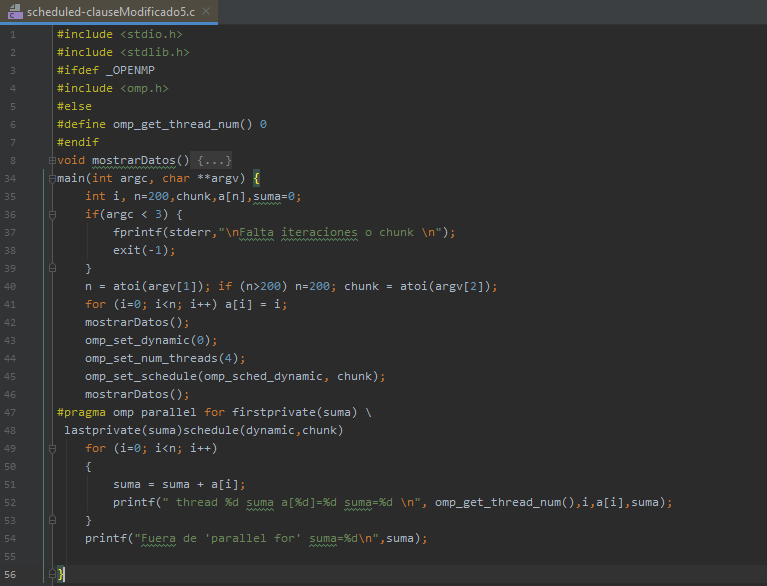 scheduled-clauseModificado5.c
1 #include <stdio.h>
2 #include <stdlib.h>
3 #ifdef _OPENMP
4 #include <omp.h>
5 #else
6 #define omp_get_thread_num() 0
7 #endif
8 void mostrarDatos() {...}
34 main(int argc, char **argv) {
35 int i, n=200,chunk,a[n],suma=0;
36 if(argc < 3) {
37 fprintf(stderr,"\nFalta iteraciones o chunk \n");
38 exit(-1);
39 }
40 n = atoi(argv[1]); if (n>200) n=200; chunk = atoi(argv[2]);
41 for (i=0; i<n; i++) a[i] = i;
42 mostrarDatos();
43 omp_set_dynamic(0);
44 omp_set_num_threads(4);
45 omp_set_schedule(omp_sched_dynamic, chunk);
46 mostrarDatos();
47 #pragma omp parallel for firstprivate(suma) \
48 lastprivate(suma)schedule(dynamic,chunk)
49 for (i=0; i<n; i++)
50 {
51 suma = suma + a[i];
52 printf(" thread %d suma a[%d]=%d suma=%d \n", omp_get_thread_num(),i,a[i],suma);
53 }
54 printf("Fuera de 'parallel for' suma=%d\n",suma);
55
56 }